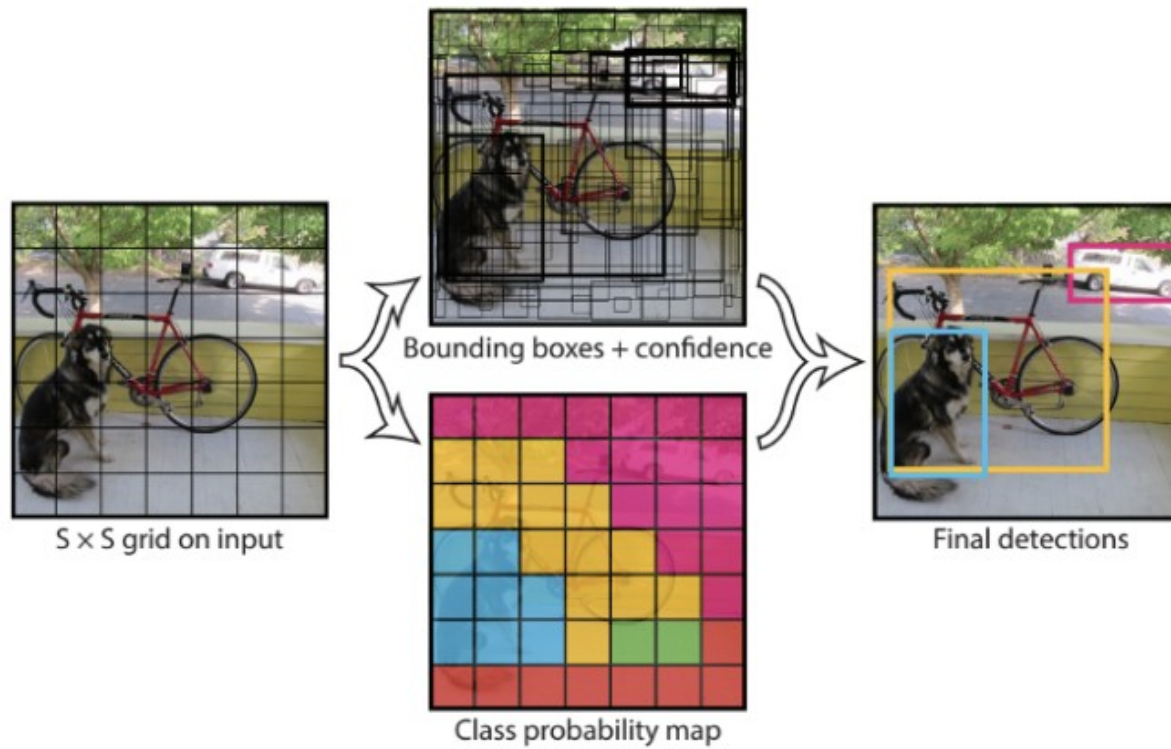 Bounding boxes + confidence
S × S grid on input
Final detections
Class probability map